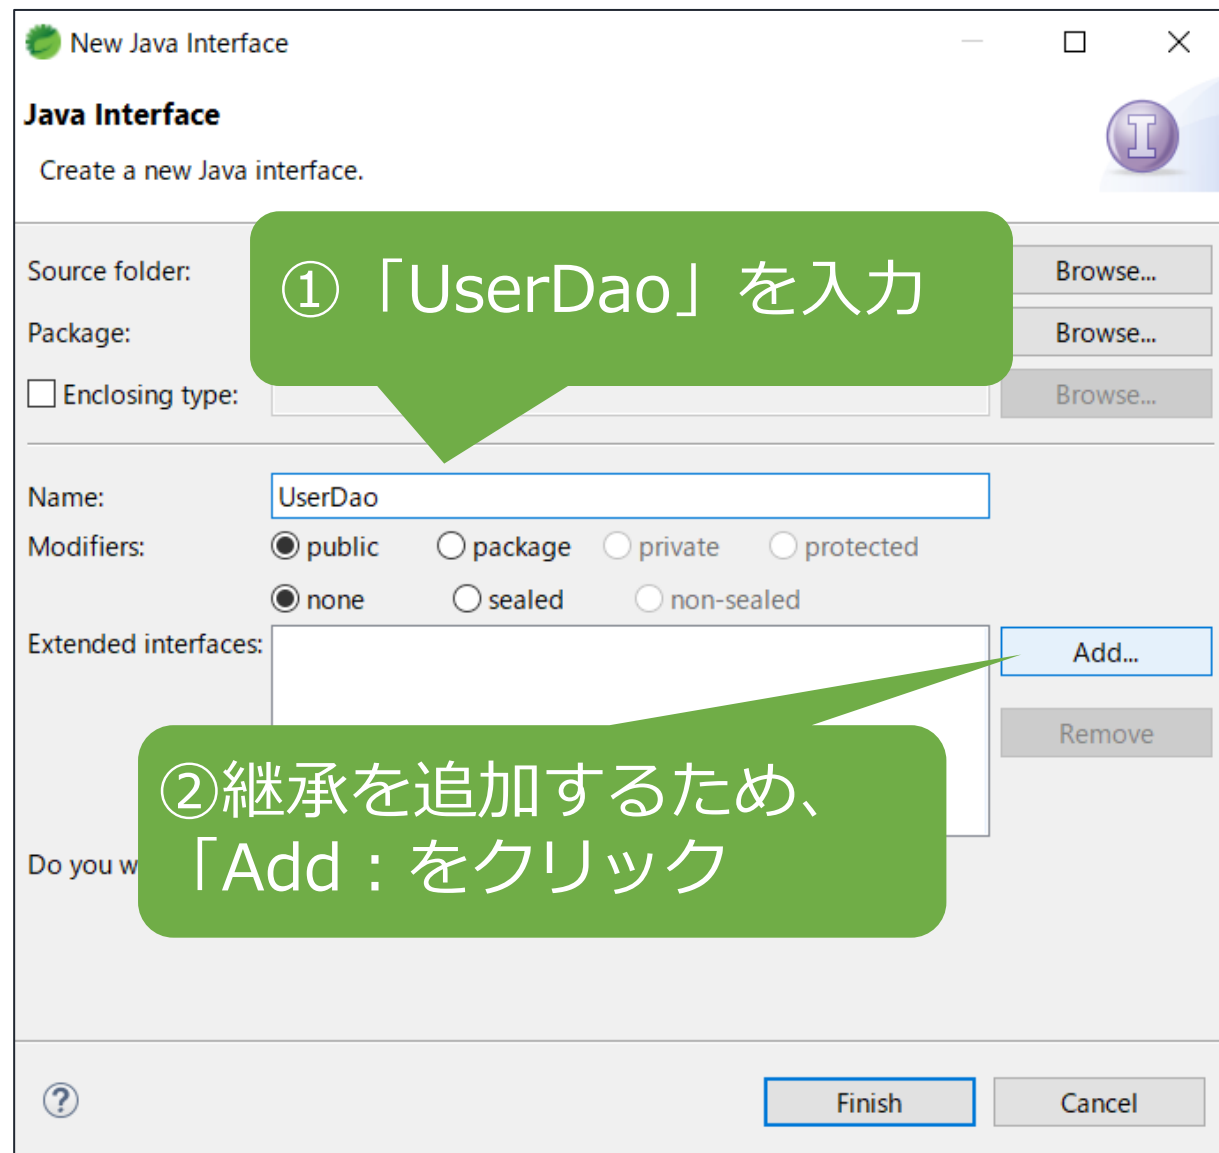 New Java Interface
Java Interface
Create a new Java interface.
①「UserDao」を入力
Source folder:
Browse...
Package:
Browse...
Enclosing type:
Browse...
Name:
UserDao
Modifiers:
public package private protected
none sealed non-sealed
Extended interfaces:
Add...
Remove
②継承を追加するため、
「Add：をクリック
Do you w
Finish
Cancel